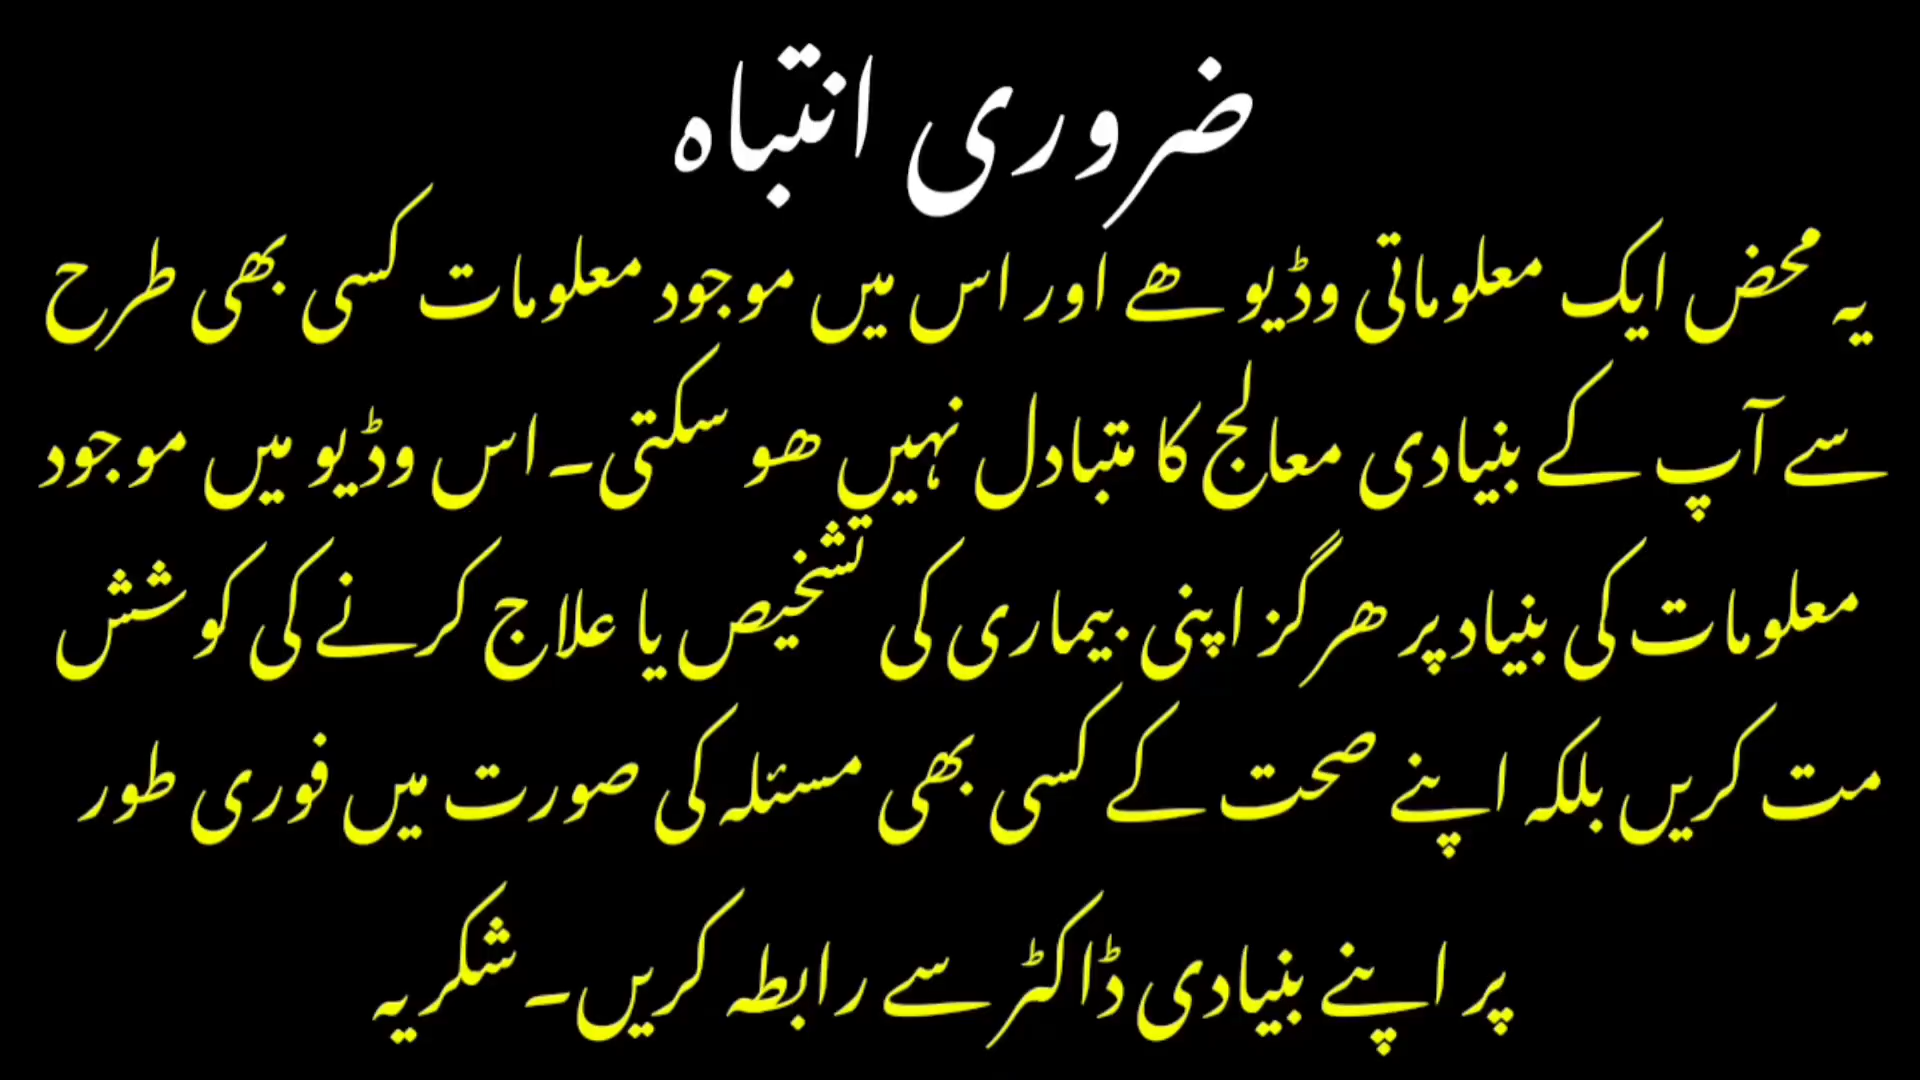 ضروری انتباہ
یہ محض ایک معلوماتی وڈیو ھے اور اس میں موجود معلومات کسی بھی طرح
سے آپ کے بنیادی معالج کا متبادل نہیں ھو سکتی۔ اس وڈیو میں موجود
معلومات کی بنیاد پر ھرگز اپنی بیماری کی تشخیص یا علاج کرنے کی کوشش
مت کریں بلکہ اپنے صحت کے کسی بھی مسئلہ کی صورت میں فوری طور
پر اپنے بنیادی ڈاکٹر سے رابطہ کریں۔ شکریہ